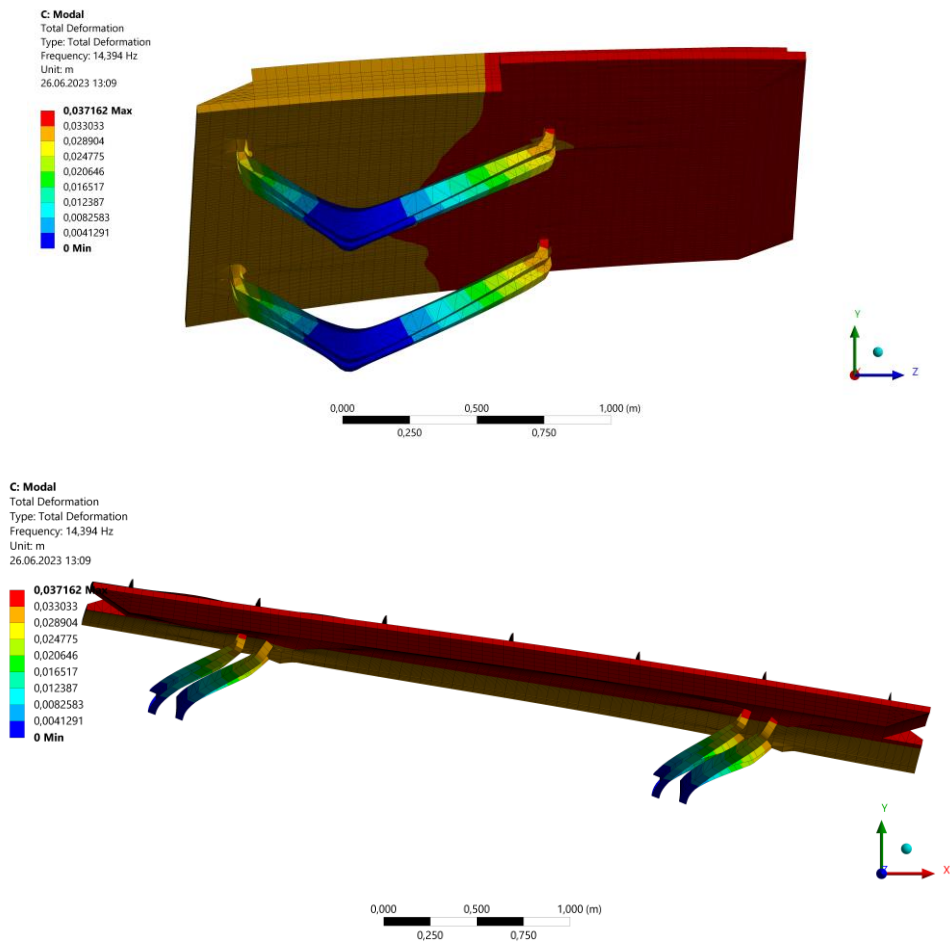 C: Modal
Total Deformation
Type: Total Deformation
Frequency: 14,394 Hz
Unit: m
26.06.2023 13:09
0,037162 Max
0,033033
0,028904
0,024775
0,020646
0,016517
0,012387
0,0082583
0,0041291
0 Min
Y
Z
0,000 0,500 1,000 (m)
0,250 0,750
C: Modal
Total Deformation
Type: Total Deformation
Frequency: 14,394 Hz
Unit: m
26.06.2023 13:09
0,037162 M
0,033033
0,028904
0,024775
0,020646
0,016517
0,012387
0,0082583
0,0041291
0 Min
Y
X
0,000 0,500 1,000 (m)
0,250 0,750